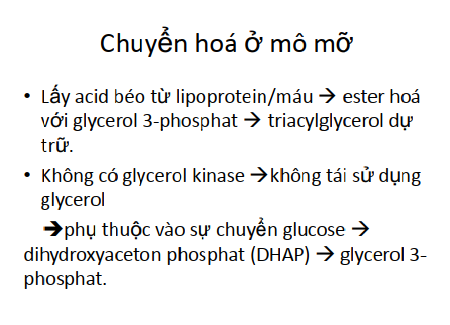 Chuyển hoá ở mô mỡ
• Lấy acid béo từ lipoprotein/máu → ester hoá
với glycerol 3-phosphat → triacylglycerol dự
trữ.
• Không có glycerol kinase →không tái sử dụng
glycerol
→phụ thuộc vào sự chuyển glucose →
dihydroxyaceton phosphat (DHAP) → glycerol 3-
phosphat.